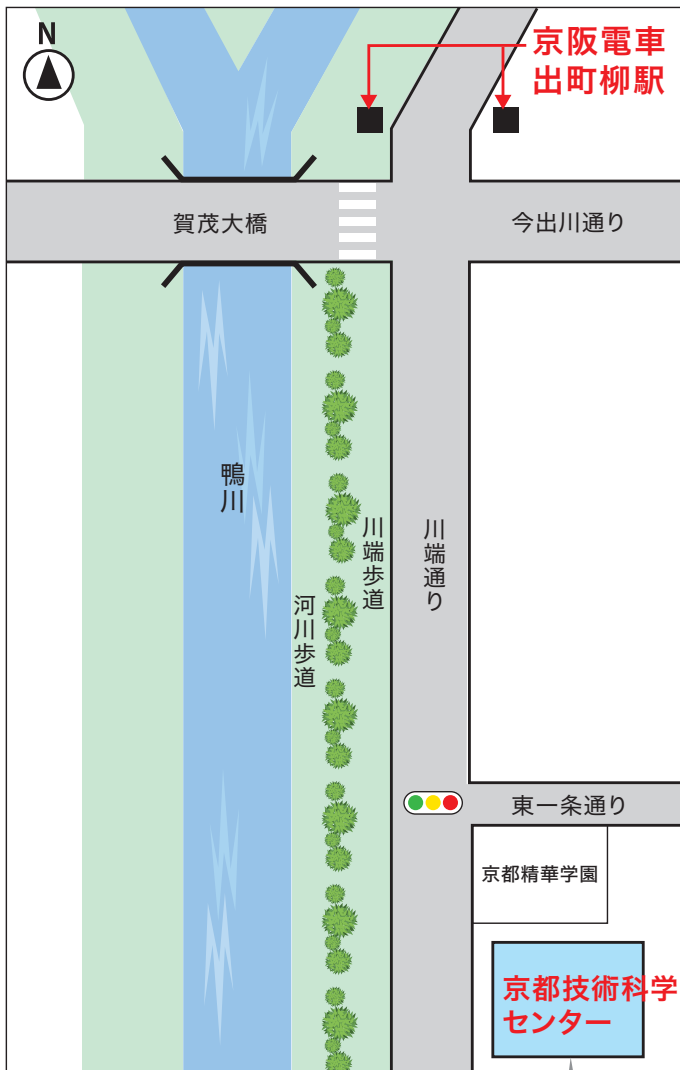 N
京阪電車
出町柳駅
賀茂大橋
今出川通り
鴨川
川端歩道
川端通り
河川歩道
東一条通り
京都精華学園
京都技術科学
センター